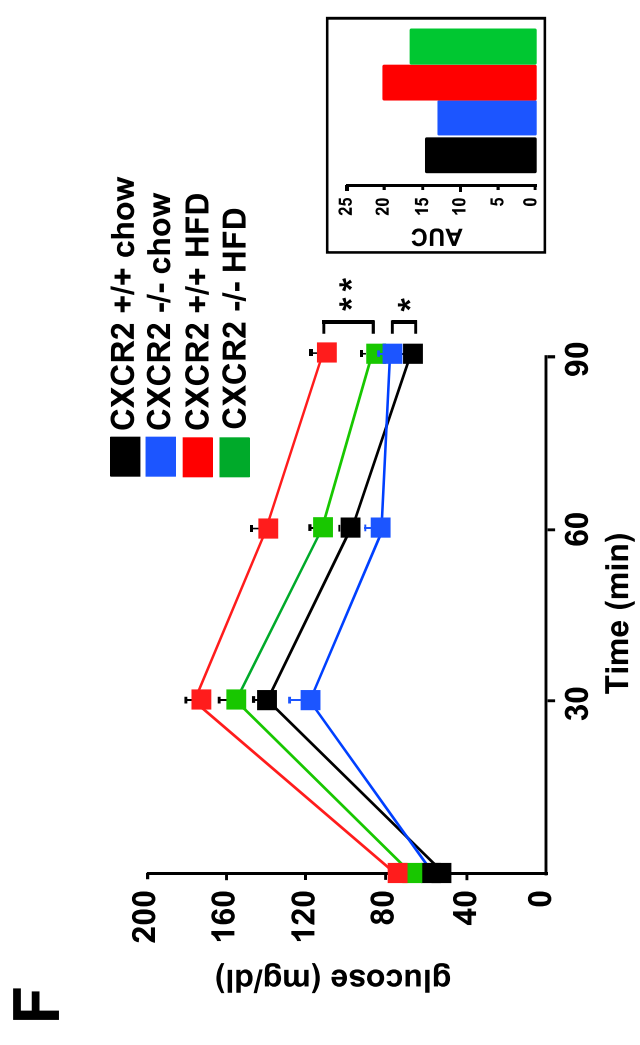 F
CXCR2 +/+ chow
CXCR2 -/- chow
CXCR2 +/+ HFD
CXCR2 -/- HFD
glucose (mg/dl)
200
160
120
80
40
0
30
60
90
Time (min)
**
*
AUC
25
20
15
10
5
0